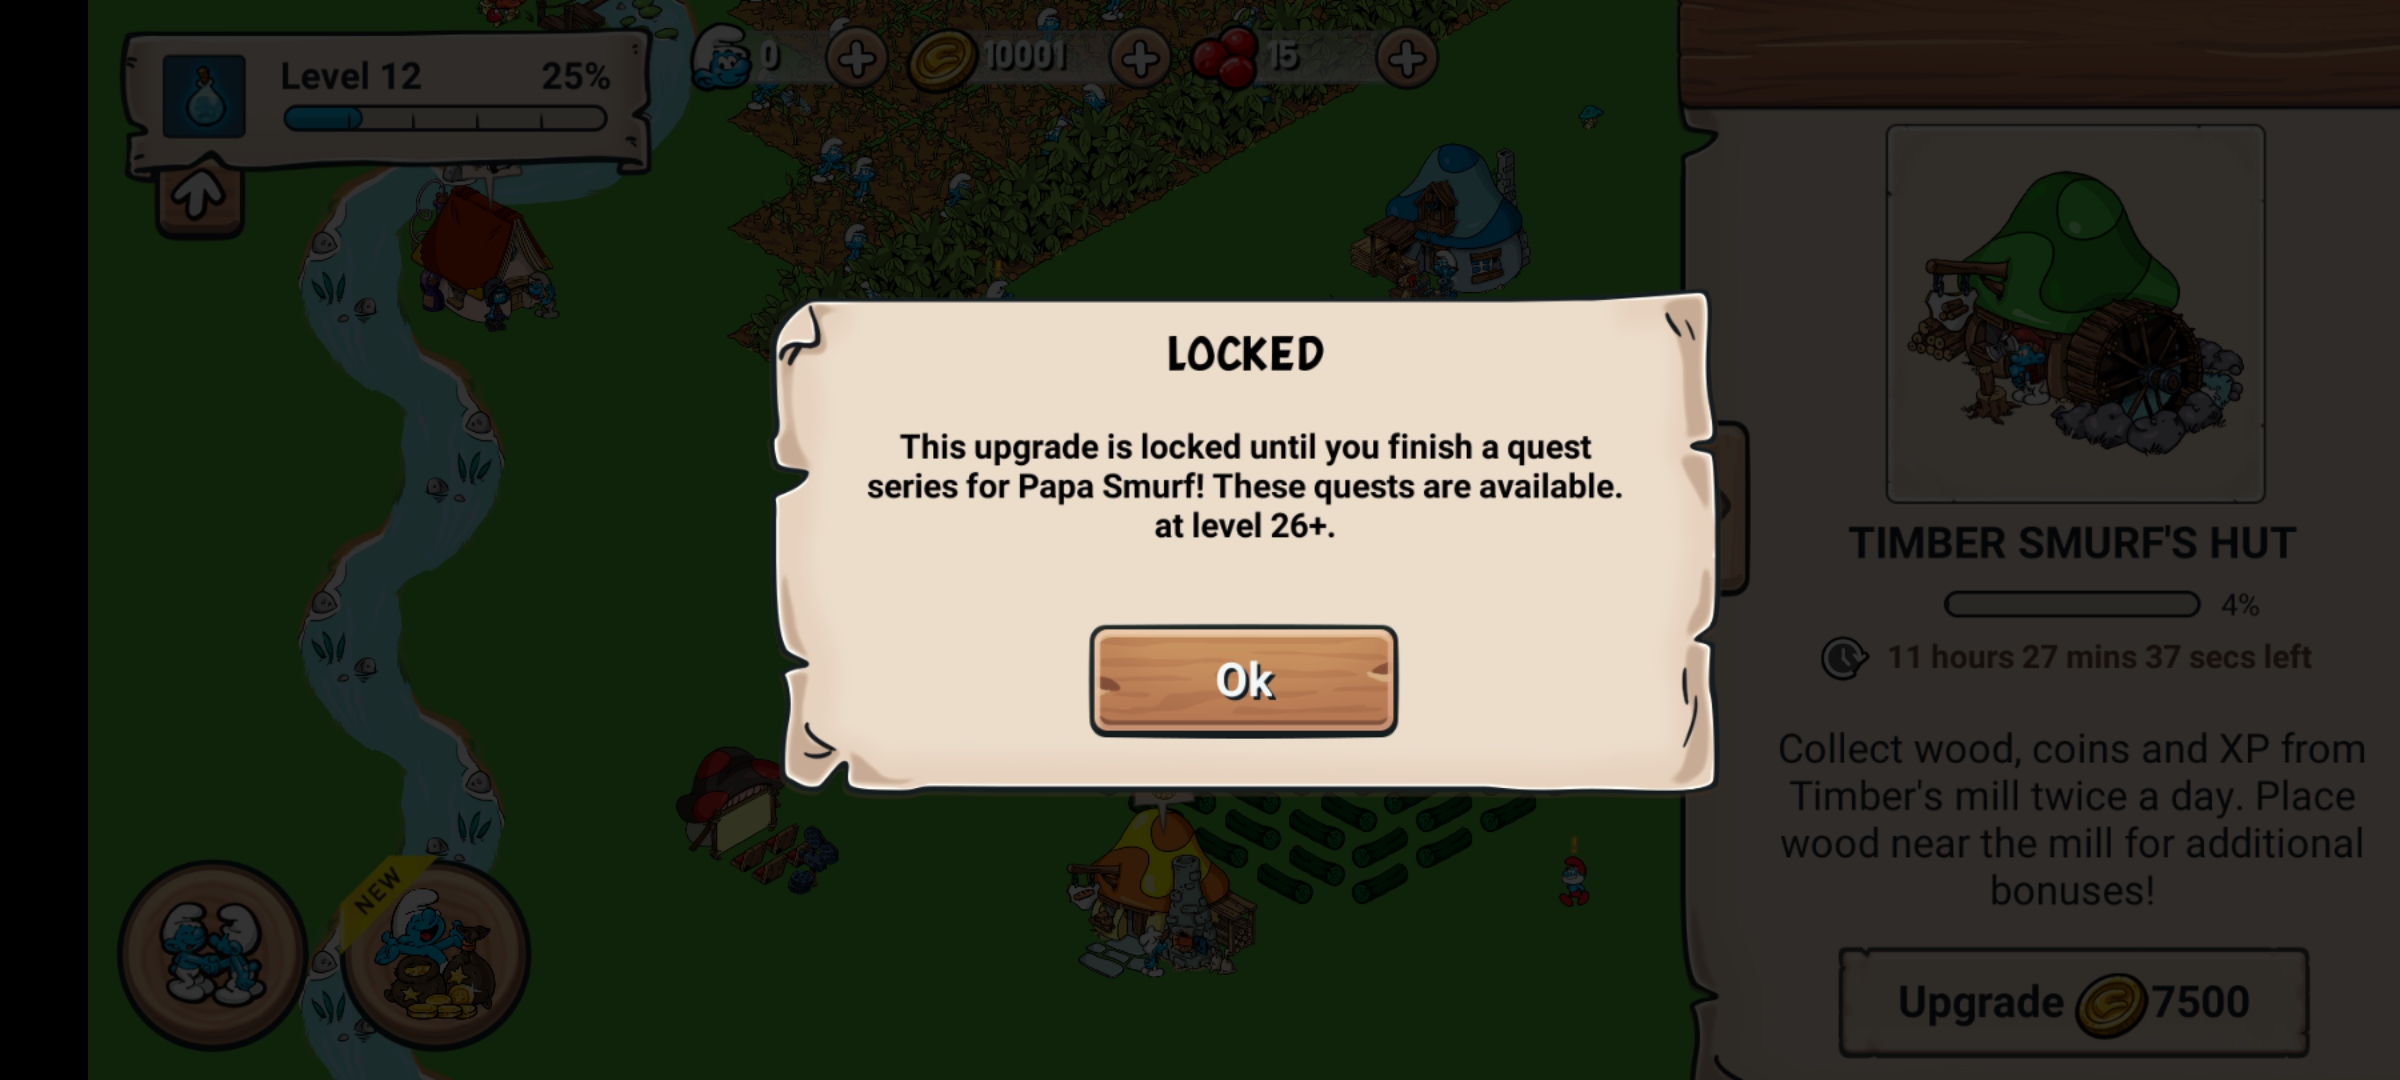 Level 12 25%
0
10001
15
LOCKED
This upgrade is locked until you finish a quest
series for Papa Smurf! These quests are available.
at level 26+.
Ok
TIMBER SMURF'S HUT
4%
11 hours 27 mins 37 secs left
Collect wood, coins and XP from
Timber's mill twice a day. Place
wood near the mill for additional
bonuses!
Upgrade 7500
NEW